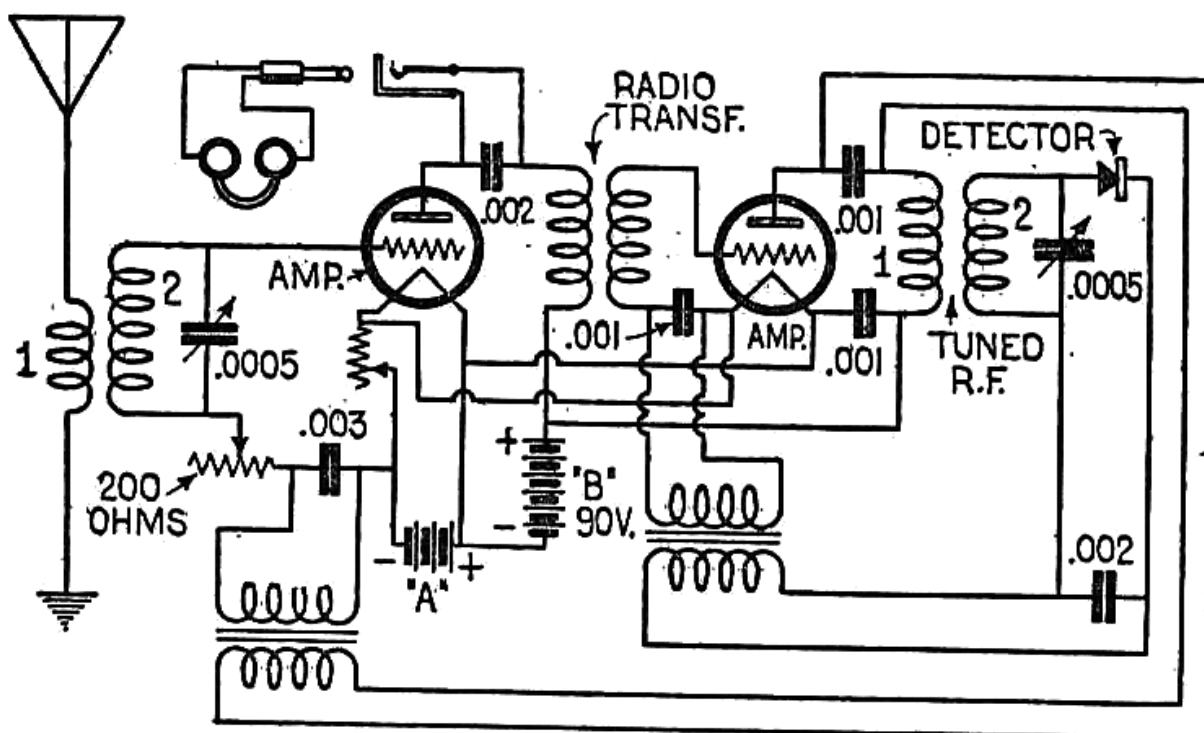 RADIO
TRANSF.
DETECTOR
.002
.001
2
1
2
.0005
AMP.
2
1
.0005
.001
AMP.
.001
TUNED
R.F.
.003
200
OHMS
+
"B"
90V.
-
- "A" +
.002